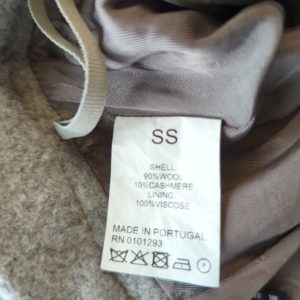 SS
SHELL:
90%WOOL
10%CASHMERE
LINING:
100%VISCOSE
MADE IN PORTUGAL
RN 0101293